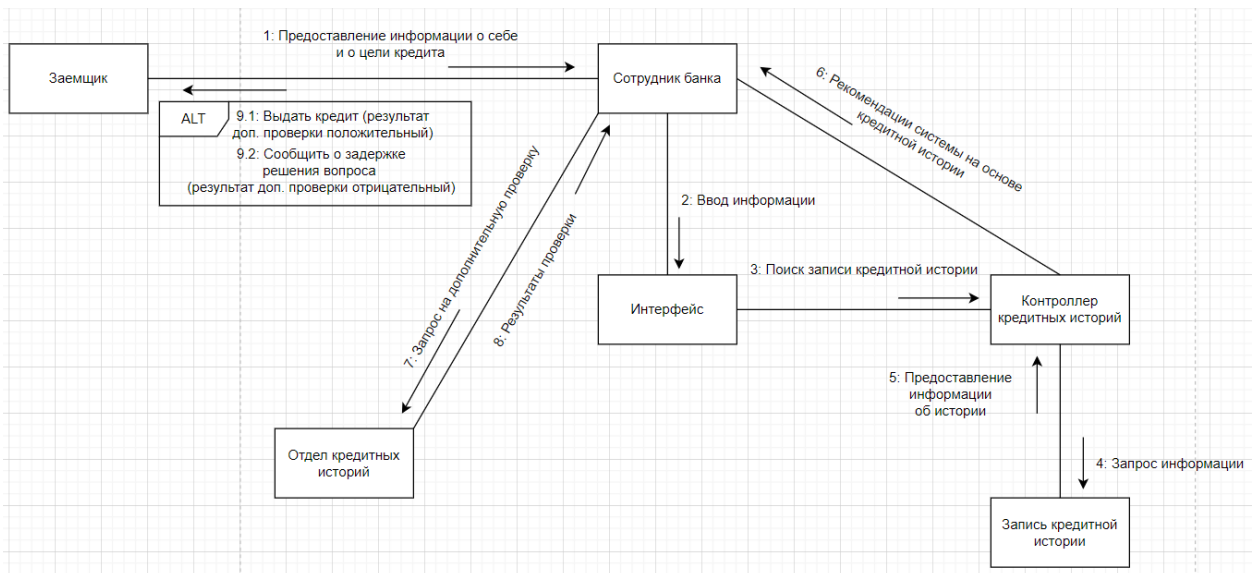 1: Предоставление информации о себе
и о цели кредита
Заемщик
Сотрудник банка
6: Рекомендации системы на основе
кредитной истории
ALT
9.1: Выдать кредит (результат
доп. проверки положительный)
9.2: Сообщить о задержке
решения вопроса
(результат доп. проверки отрицательный)
7: Запрос на дополнительную проверку
8: Результаты проверки
2: Ввод информации
3: Поиск записи кредитной истории
Интерфейс
Контроллер
кредитных историй
5: Предоставление
информации
об истории
Отдел кредитных
историй
4: Запрос информации
Запись кредитной
истории